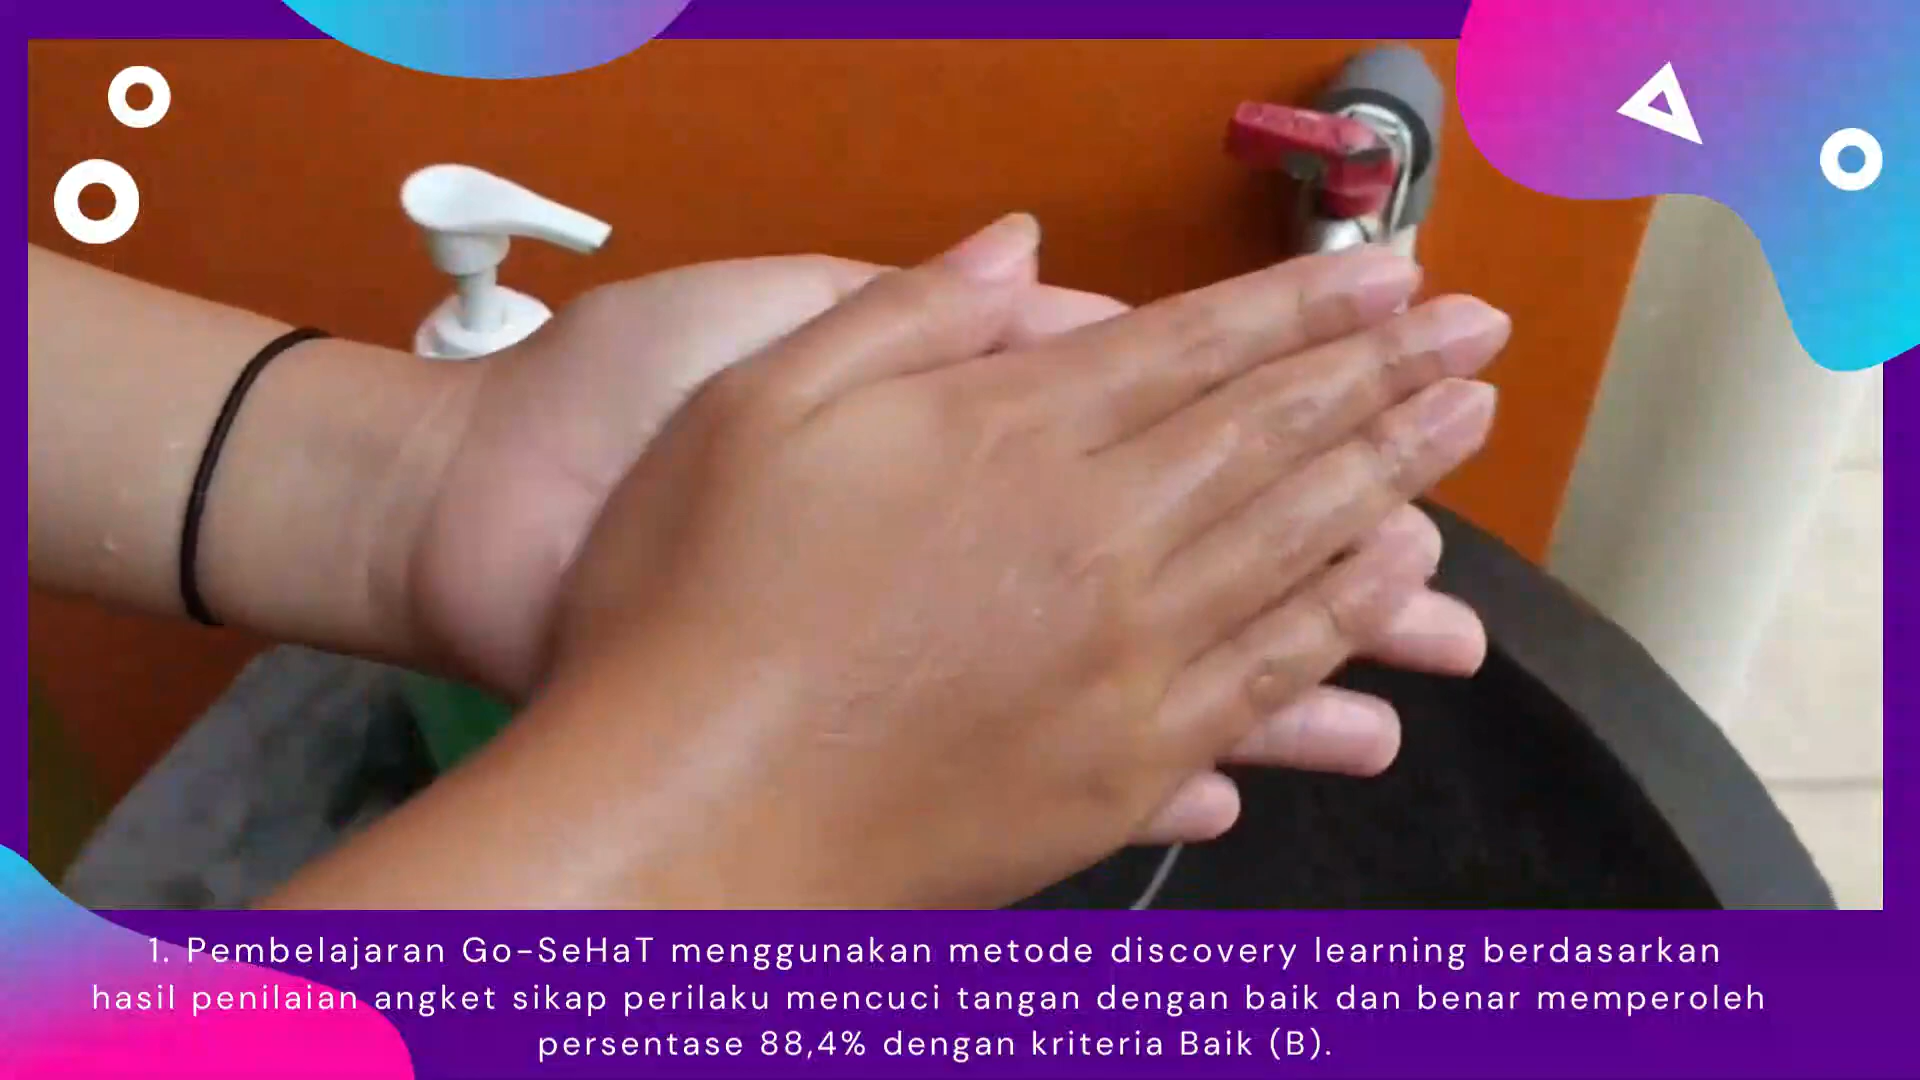 1. Pembelajaran Go-SeHaT menggunakan metode discovery learning berdasarkan
hasil penilaian angket sikap perilaku mencuci tangan dengan baik dan benar memperoleh
persentase 88,4% dengan kriteria Baik (B).